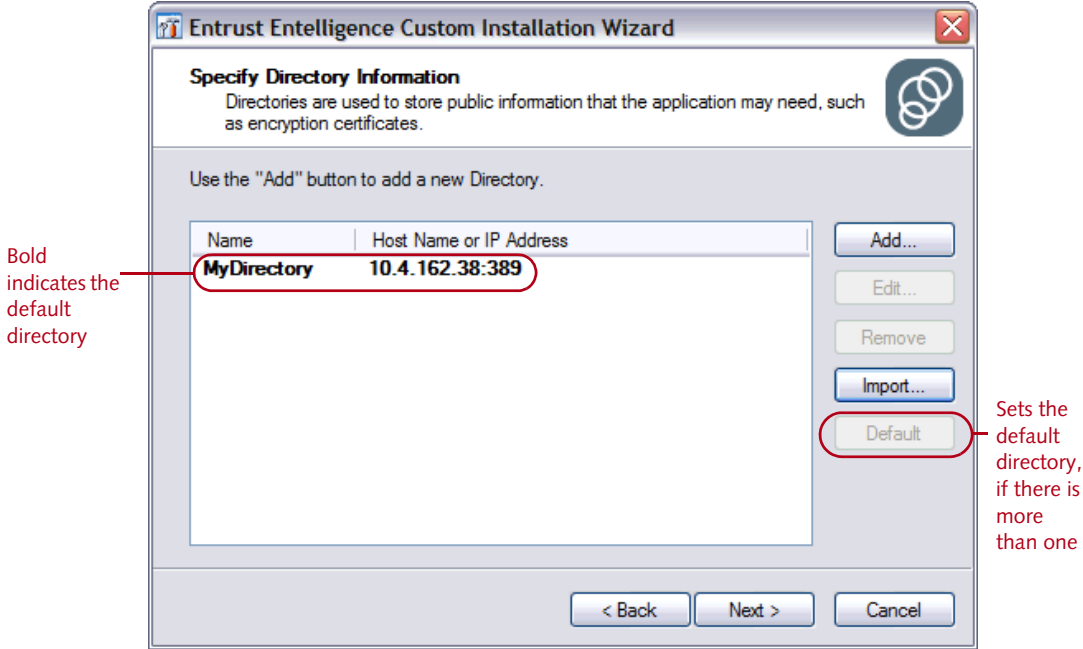 Entrust Entelligence Custom Installation Wizard
Specify Directory Information
Directories are used to store public information that the application may need, such
as encryption certificates.
Use the "Add" button to add a new Directory.
Name Host Name or IP Address
MyDirectory 10.4.162.38:389
Add...
Edit...
Remove
Import...
Default
< Back Next > Cancel
Bold
indicates the
default
directory
Sets the
default
directory,
if there is
more
than one